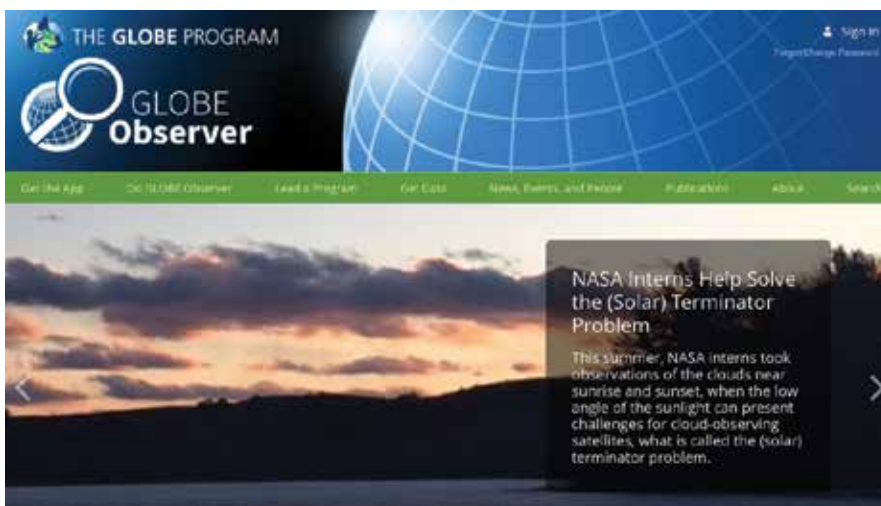 THE GLOBE PROGRAM
Sign In
Forgot/Change Password
GLOBE
Observer
Get the App
Do GLOBE Observer
Lead a Program
Get Data
News, Events, and People
Publications
About
Search
NASA Interns Help Solve
the (Solar) Terminator
Problem
This summer, NASA interns took
observations of the clouds near
sunrise and sunset, when the low
angle of the sunlight can present
challenges for cloud-observing
satellites, what is called the (solar)
terminator problem.